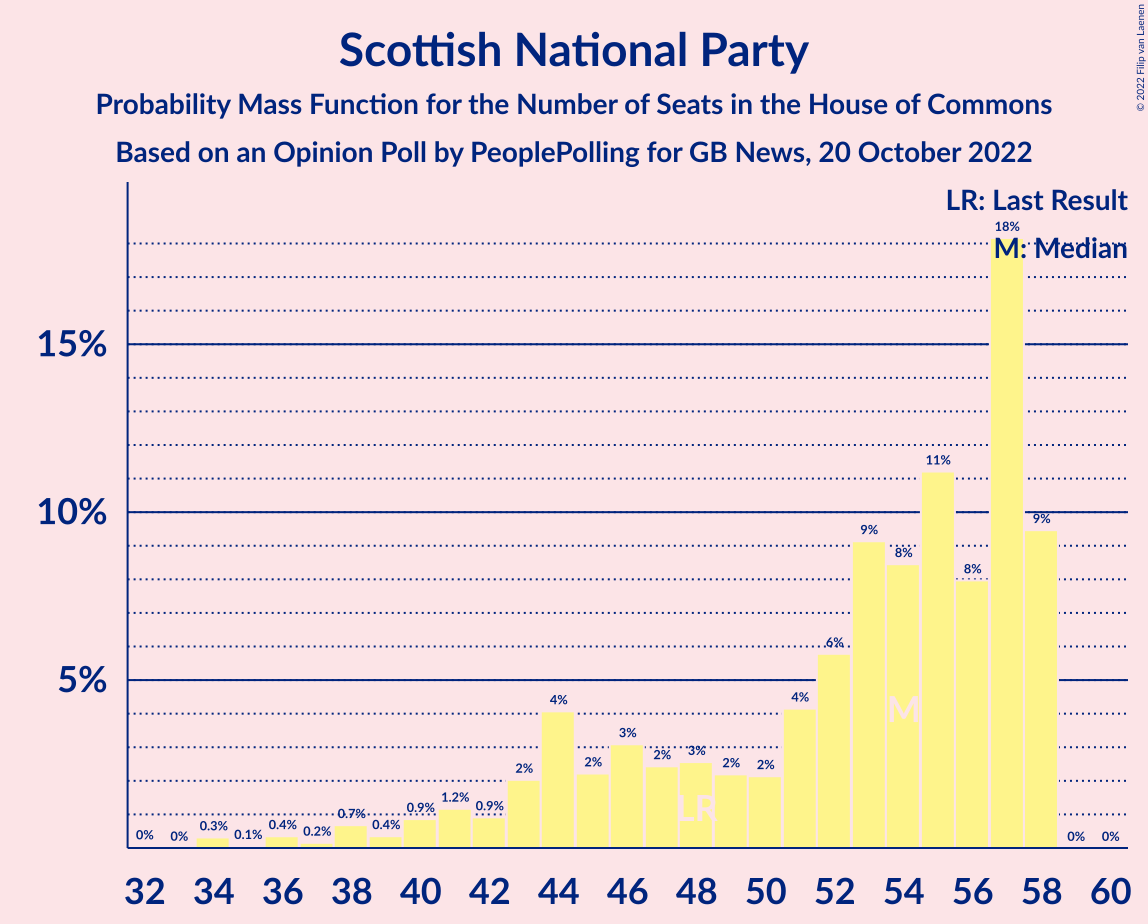 Scottish National Party
Probability Mass Function for the Number of Seats in the House of Commons
Based on an Opinion Poll by PeoplePolling for GB News, 20 October 2022
© 2022 Filip van Laenen
LR: Last Result
M: Median
15%
10%
5%
0% 0% 0.3% 0.1% 0.4% 0.2% 0.7% 0.4% 0.9% 1.2% 0.9% 2% 4% 2% 3% 2% 3% 2% 2% 4% 6% 9% 8% 11% 8% 18% 9% 0% 0%
LR M
32 34 36 38 40 42 44 46 48 50 52 54 56 58 60